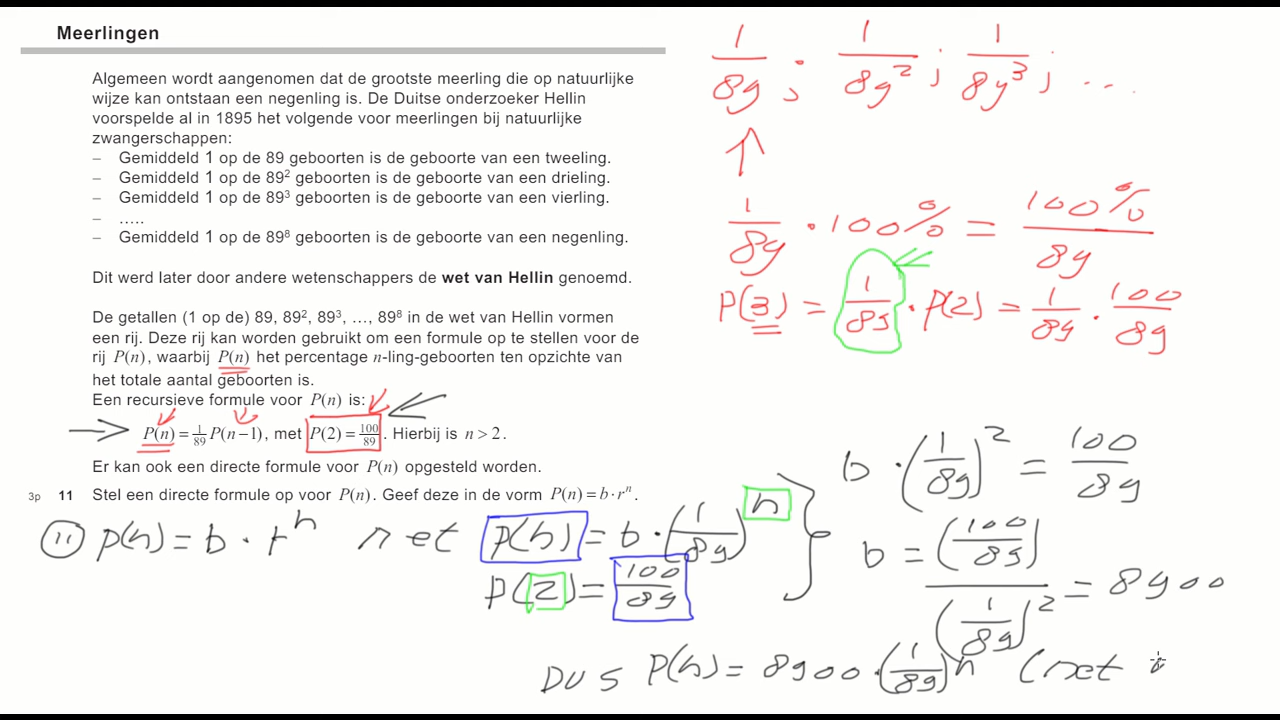 Meerlingen
Algemeen wordt aangenomen dat de grootste meerling die op natuurlijke
wijze kan ontstaan een negenling is. De Duitse onderzoeker Hellin
voorspelde al in 1895 het volgende voor meerlingen bij natuurlijke
zwangerschappen:
– Gemiddeld 1 op de 89 geboorten is de geboorte van een tweeling.
– Gemiddeld 1 op de 89² geboorten is de geboorte van een drieling.
– Gemiddeld 1 op de 89³ geboorten is de geboorte van een vierling.
– …..
– Gemiddeld 1 op de 89⁸ geboorten is de geboorte van een negenling.
Dit werd later door andere wetenschappers de wet van Hellin genoemd.
De getallen (1 op de) 89, 89², 89³, …, 89⁸ in de wet van Hellin vormen
een rij. Deze rij kan worden gebruikt om een formule op te stellen voor de
rij P(n), waarbij P(n) het percentage n-ling-geboorten ten opzichte van
het totale aantal geboorten is.
Een recursieve formule voor P(n) is:
P(n) = 1/89 P(n−1), met P(2) = 100/89. Hierbij is n > 2.
Er kan ook een directe formule voor P(n) opgesteld worden.
3p 11 Stel een directe formule op voor P(n). Geef deze in de vorm P(n) = b·rⁿ.
1/89 ; 1/89² ; 1/89³ ; ...
1/89 · 100% = 100%/89
P(3) = 1/89 · P(2) = 1/89 · 100/89
11 P(n) = b · rⁿ met P(n) = b · (1/89)ⁿ
P(2) = 100/89
b · (1/89)² = 100/89
b = (100/89) / (1/89)² = 8900
DUS P(n) = 8900 · (1/89)ⁿ (met